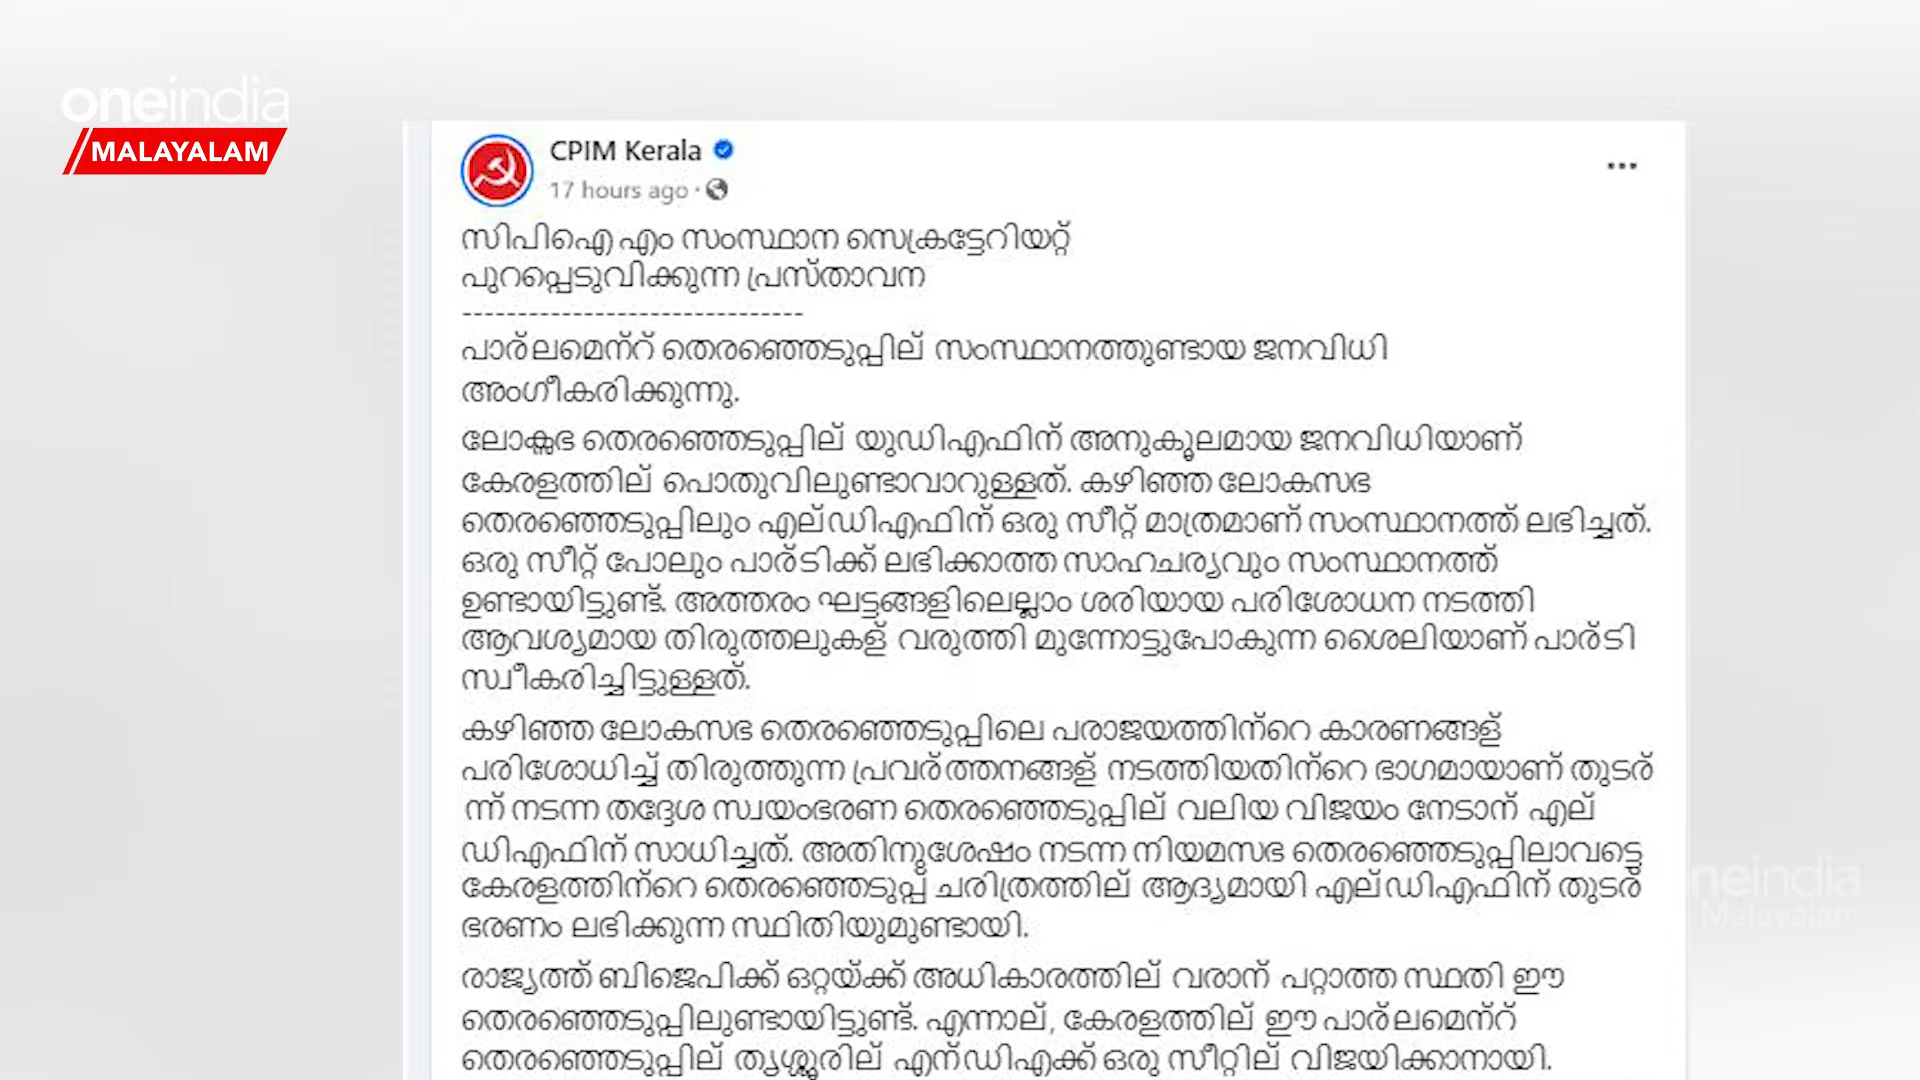 oneindia
MALAYALAM
CPIM Kerala
17 hours ago ·
സിപിഐ എം സംസ്ഥാന സെക്രട്ടേറിയറ്റ്
പുറപ്പെടുവിക്കുന്ന പ്രസ്താവന
-------------------------------
പാര്‌ലമെന്‌റ് തെരഞ്ഞെടുപ്പില് സംസ്ഥാനത്തുണ്ടായ ജനവിധി
അംഗീകരിക്കുന്നു.
ലോക്സഭ തെരഞ്ഞെടുപ്പില് യുഡിഎഫിന് അനുകൂലമായ ജനവിധിയാണ്
കേരളത്തില് പൊതുവിലുണ്ടാവാറുള്ളത്. കഴിഞ്ഞ ലോകസഭ
തെരഞ്ഞെടുപ്പിലും എല്‌ഡിഎഫിന് ഒരു സീറ്റ് മാത്രമാണ് സംസ്ഥാനത്ത് ലഭിച്ചത്.
ഒരു സീറ്റ് പോലും പാര്‌ടിക്ക് ലഭിക്കാത്ത സാഹചര്യവും സംസ്ഥാനത്ത്
ഉണ്ടായിട്ടുണ്ട്. അത്തരം ഘട്ടങ്ങളിലെല്ലാം ശരിയായ പരിശോധന നടത്തി
ആവശ്യമായ തിരുത്തലുകള് വരുത്തി മുന്നോട്ടുപോകുന്ന ശൈലിയാണ് പാര്‌ടി
സ്വീകരിച്ചിട്ടുള്ളത്.
കഴിഞ്ഞ ലോകസഭ തെരഞ്ഞെടുപ്പിലെ പരാജയത്തിന്‌റെ കാരണങ്ങള്
പരിശോധിച്ച് തിരുത്തുന്ന പ്രവര്‌ത്തനങ്ങള് നടത്തിയതിന്‌റെ ഭാഗമായാണ് തുടര്
ന്ന് നടന്ന തദ്ദേശ സ്വയംഭരണ തെരഞ്ഞെടുപ്പില് വലിയ വിജയം നേടാന് എല്
ഡിഎഫിന് സാധിച്ചത്. അതിനുശേഷം നടന്ന നിയമസഭ തെരഞ്ഞെടുപ്പിലാവട്ടെ
കേരളത്തിന്‌റെ തെരഞ്ഞെടുപ്പ് ചരിത്രത്തില് ആദ്യമായി എല്‌ഡിഎഫിന് തുടര്
ഭരണം ലഭിക്കുന്ന സ്ഥിതിയുമുണ്ടായി.
രാജ്യത്ത് ബിജെപിക്ക് ഒറ്റയ്ക്ക് അധികാരത്തില് വരാന് പറ്റാത്ത സ്ഥതി ഈ
തെരഞ്ഞെടുപ്പിലുണ്ടായിട്ടുണ്ട്. എന്നാല്, കേരളത്തില് ഈ പാര്‌ലമെന്‌റ്
തെരഞ്ഞെടുപ്പില് തൃശ്ശൂരില് എന്‌ഡിഎക്ക് ഒരു സീറ്റില് വിജയിക്കാനായി.
oneindia
Malayalam